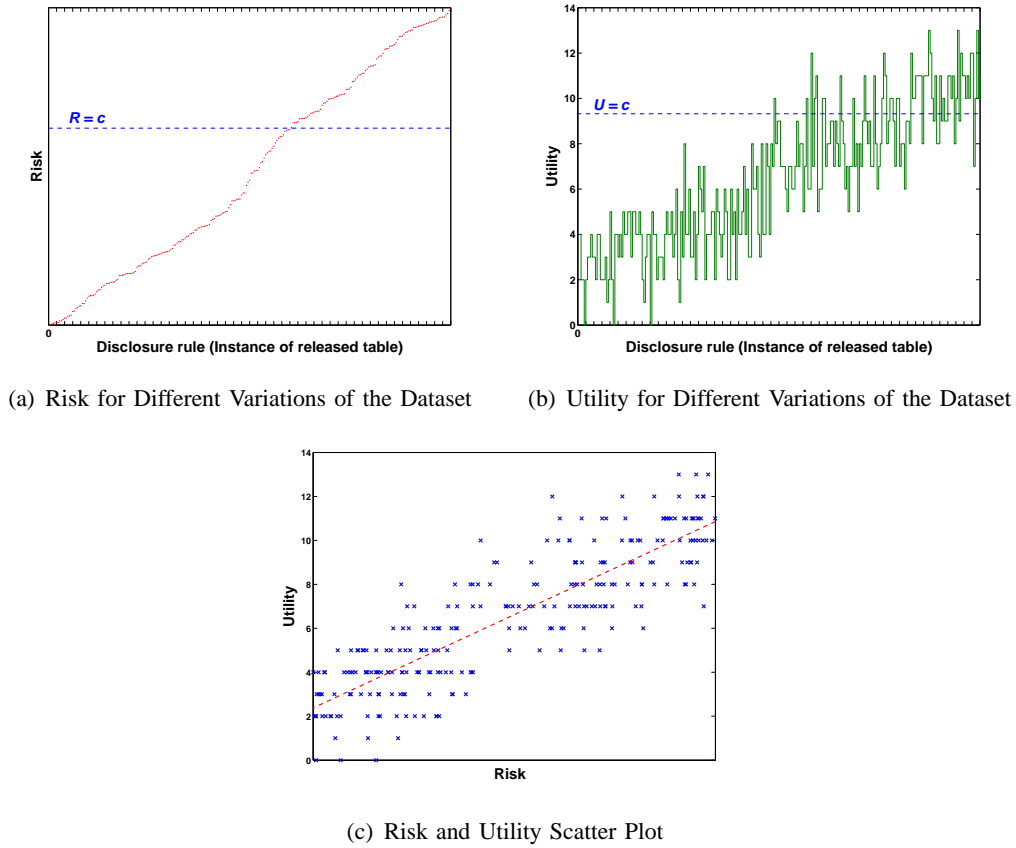 R = c
Risk
0
Disclosure rule (Instance of released table)
(a) Risk for Different Variations of the Dataset
14
12
10
8
6
4
2
0
U = c
Utility
0
Disclosure rule (Instance of released table)
(b) Utility for Different Variations of the Dataset
14
12
10
8
6
4
2
0
Utility
Risk
(c) Risk and Utility Scatter Plot